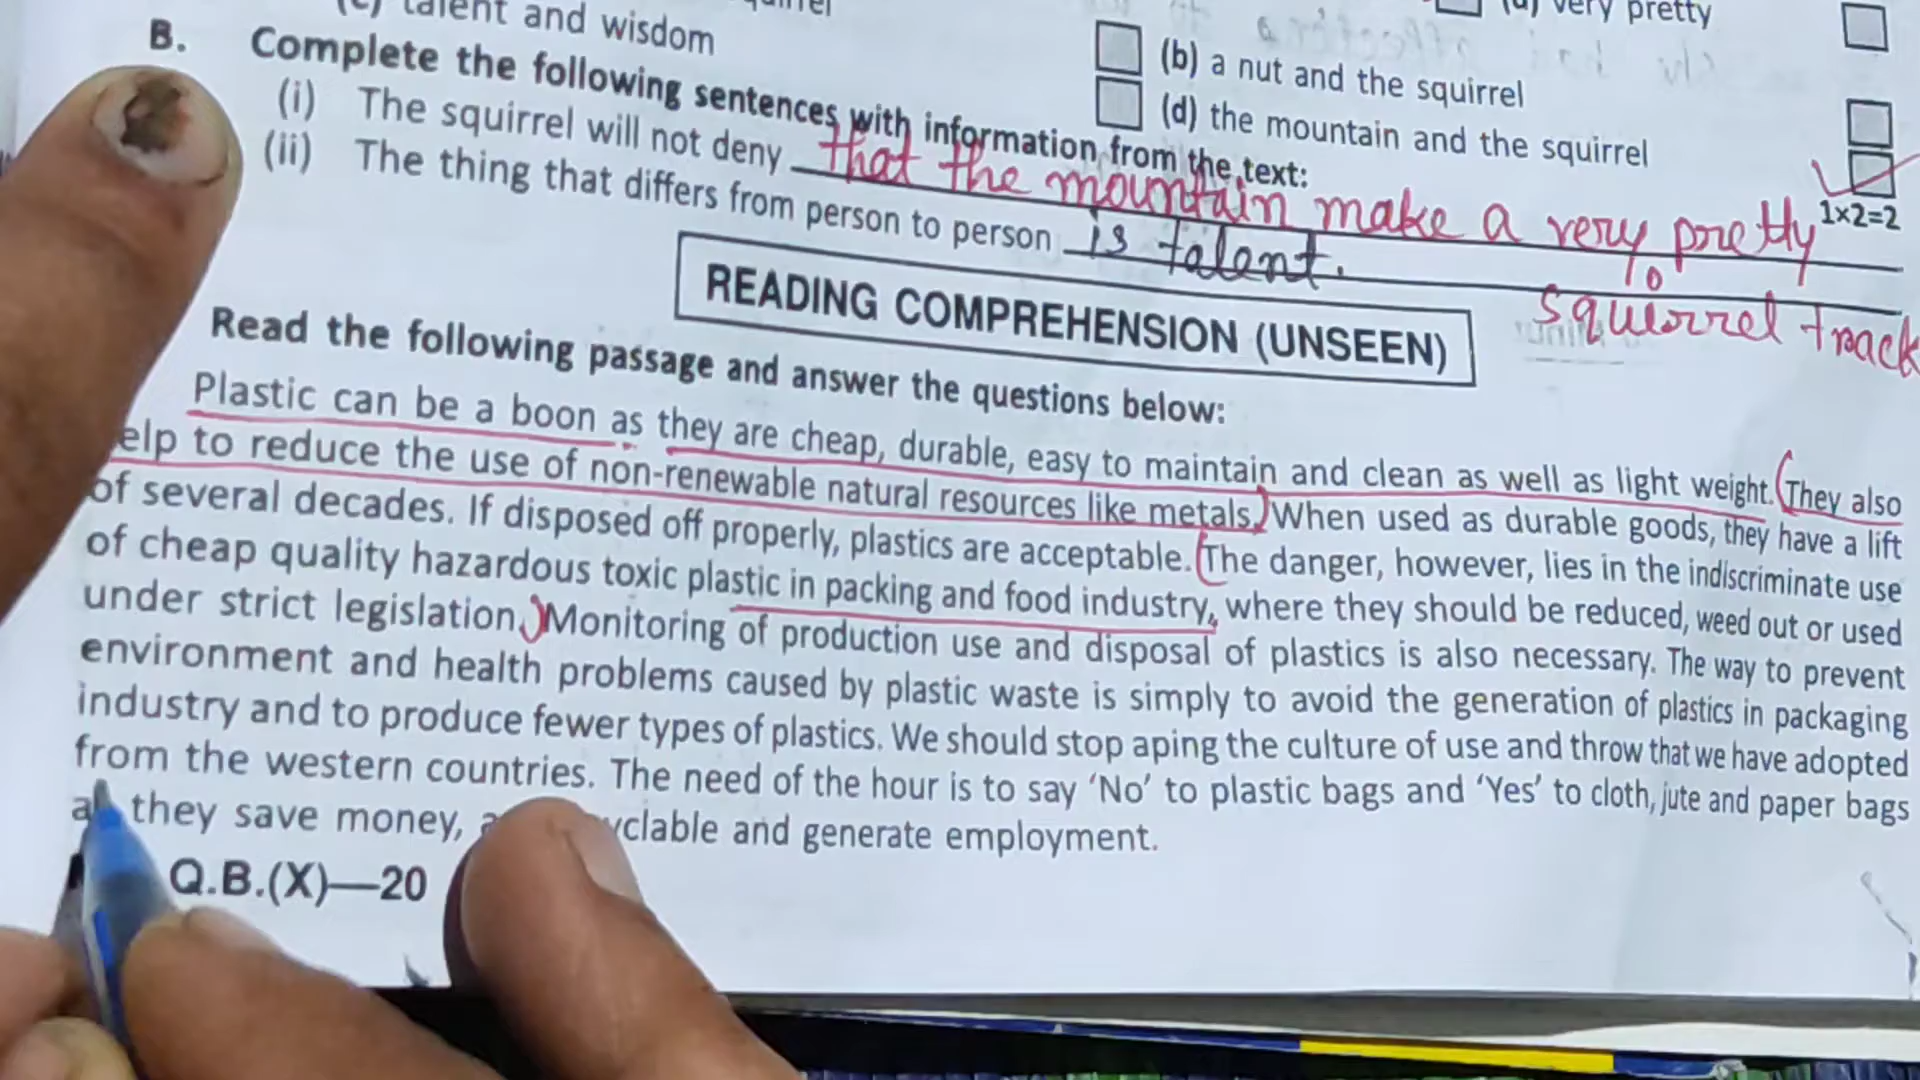 (c) talent and wisdom
(d) very pretty
(b) a nut and the squirrel
(d) the mountain and the squirrel
B. Complete the following sentences with information from the text:
1×2=2
(i) The squirrel will not deny that the mountain make a very pretty
squirrel track
(ii) The thing that differs from person to person is talent.
READING COMPREHENSION (UNSEEN)
Read the following passage and answer the questions below:
Plastic can be a boon as they are cheap, durable, easy to maintain and clean as well as light weight. They also
elp to reduce the use of non-renewable natural resources like metals. When used as durable goods, they have a lift
of several decades. If disposed off properly, plastics are acceptable. The danger, however, lies in the indiscriminate use
of cheap quality hazardous toxic plastic in packing and food industry, where they should be reduced, weed out or used
under strict legislation. Monitoring of production use and disposal of plastics is also necessary. The way to prevent
environment and health problems caused by plastic waste is simply to avoid the generation of plastics in packaging
industry and to produce fewer types of plastics. We should stop aping the culture of use and throw that we have adopted
from the western countries. The need of the hour is to say ‘No’ to plastic bags and ‘Yes’ to cloth, jute and paper bags
they save money, yclable and generate employment.
Q.B.(X)—20